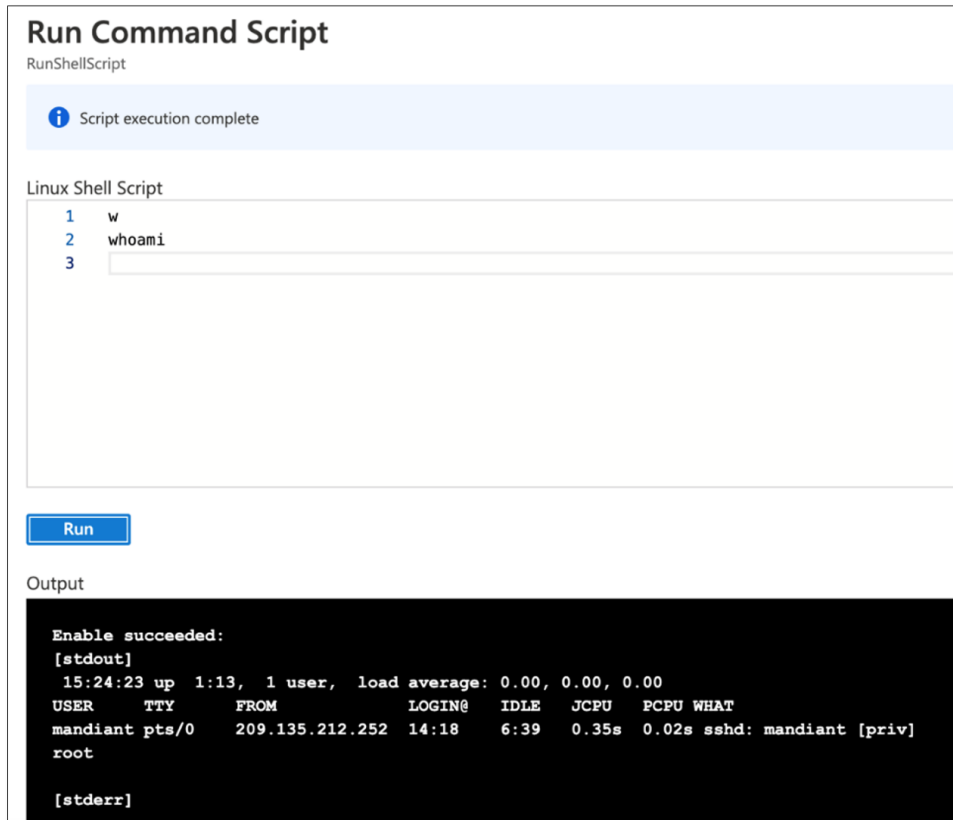 Run Command Script
RunShellScript
i Script execution complete
Linux Shell Script
1 w
2 whoami
3
Run
Output
Enable succeeded:
[stdout]
15:24:23 up 1:13, 1 user, load average: 0.00, 0.00, 0.00
USER TTY FROM LOGIN@ IDLE JCPU PCPU WHAT
mandiant pts/0 209.135.212.252 14:18 6:39 0.35s 0.02s sshd: mandiant [priv]
root
[stderr]